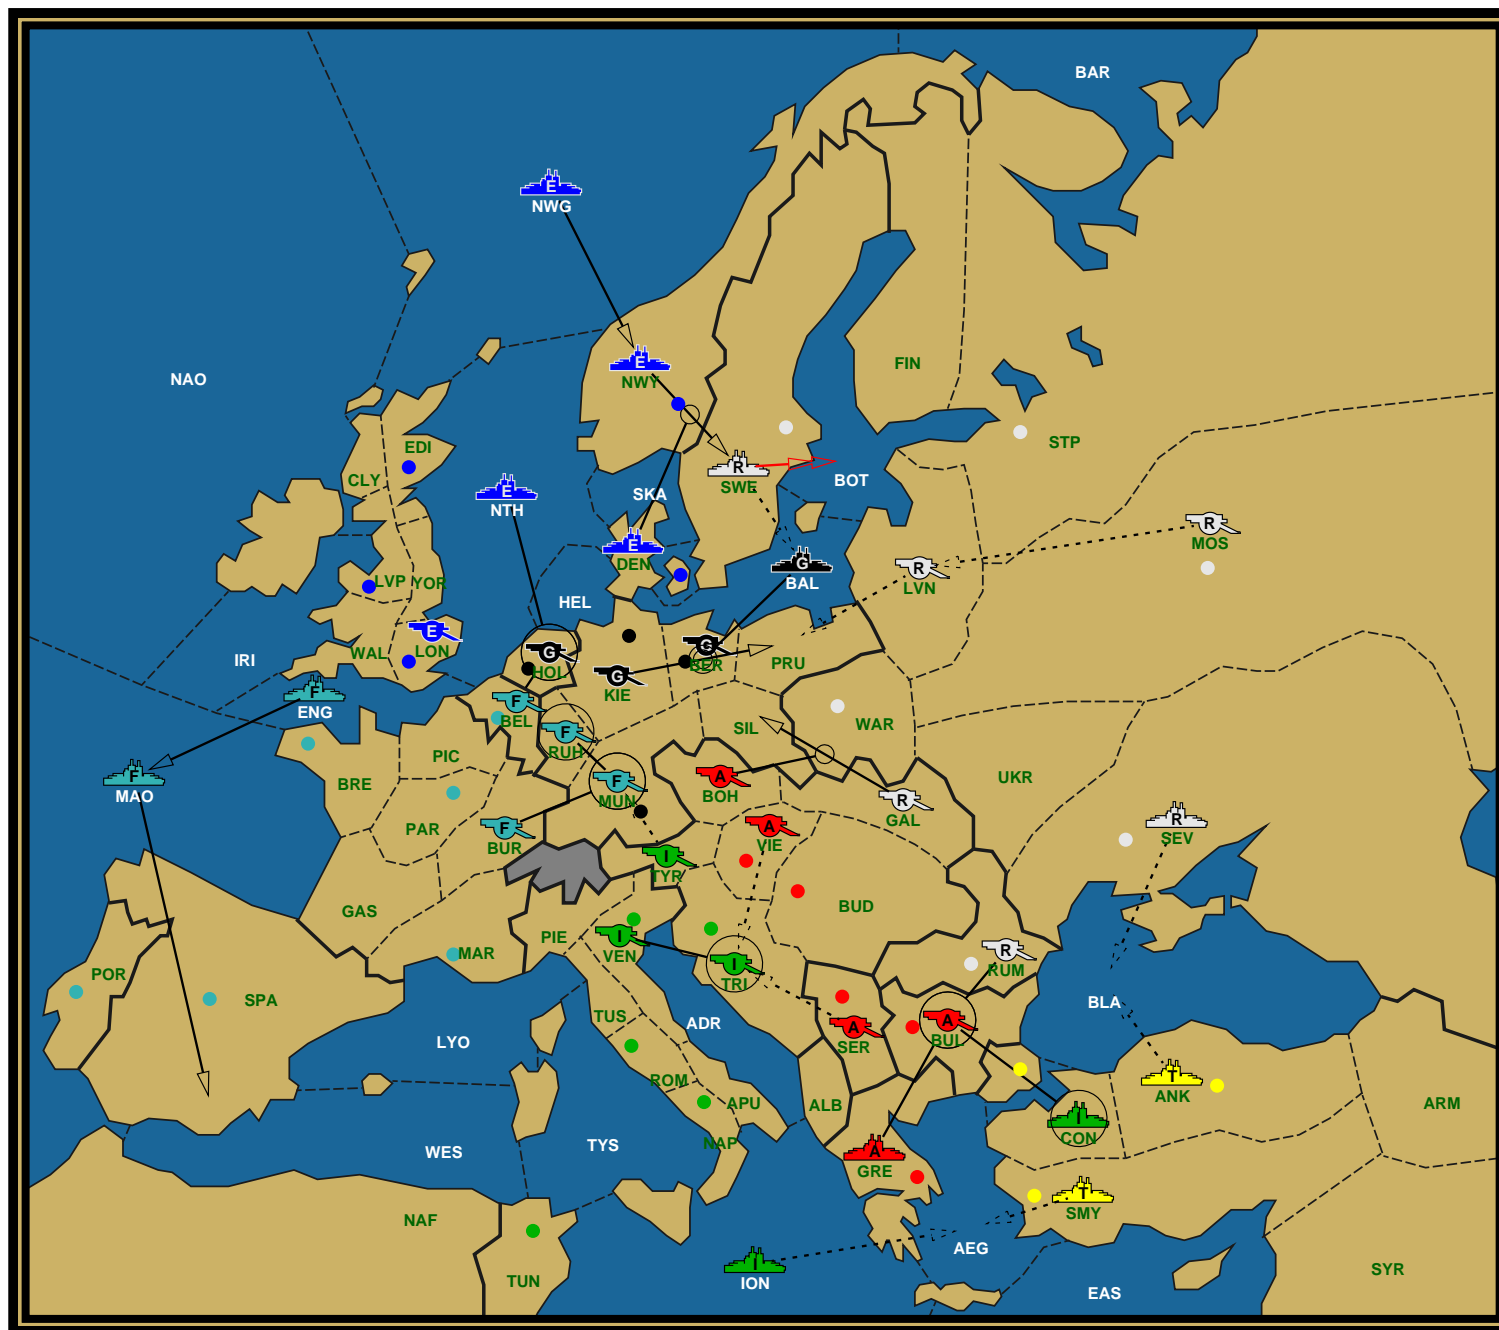 BAR
E
NWG
NAO
E
NWY
FIN
EDI
STP
CLY
R
SWE
BOT
E
NTH
SKA
R
MOS
E
DEN
G
BAL
R
LVN
LVP
YOR
HEL
E
LON
WAL
IRI
G
HOL
G
KIE
G
BER
PRU
F
ENG
F
BEL
F
RUH
SIL
WAR
PIC
F
MAO
BRE
F
MUN
A
BOH
R
GAL
UKR
R
SEV
PAR
F
BUR
A
VIE
I
TYR
GAS
BUD
PIE
I
VEN
MAR
R
RUM
POR
SPA
I
TRI
BLA
TUS
ADR
A
SER
A
BUL
LYO
ROM
APU
ALB
T
ANK
ARM
I
CON
NAP
WES
TYS
A
GRE
T
SMY
NAF
AEG
I
ION
TUN
SYR
EAS